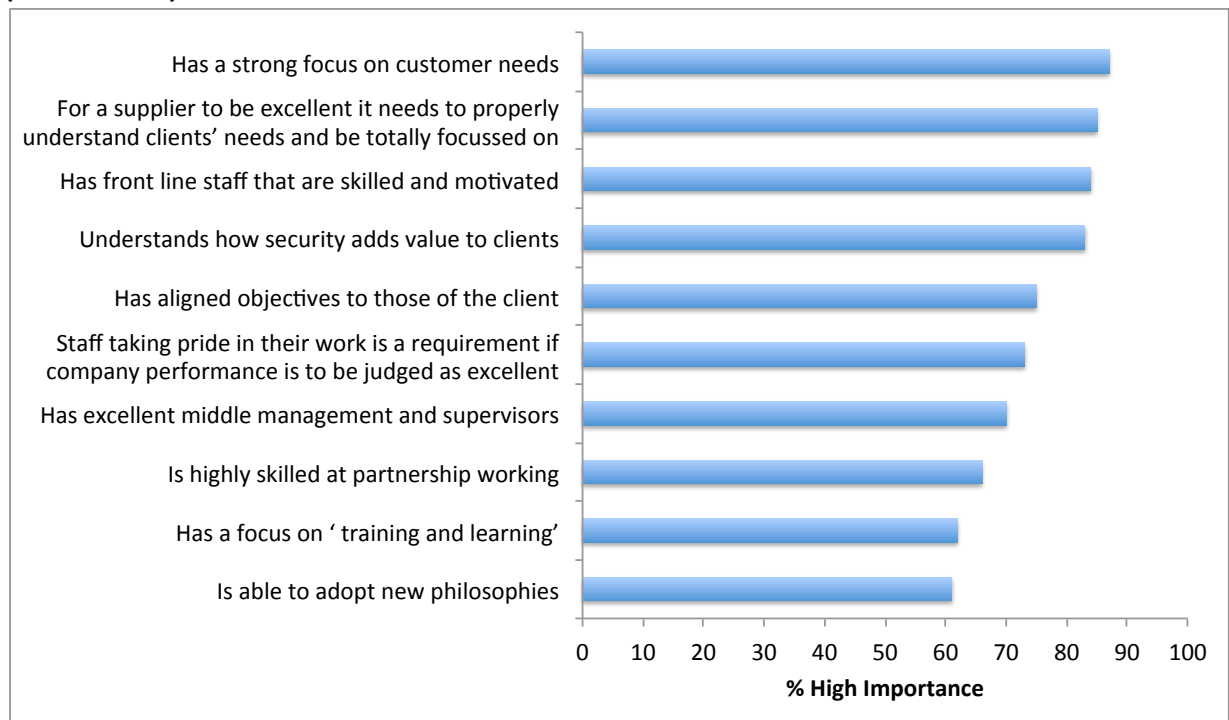 Has a strong focus on customer needs
For a supplier to be excellent it needs to properly
understand clients’ needs and be totally focussed on
Has front line staff that are skilled and motivated
Understands how security adds value to clients
Has aligned objectives to those of the client
Staff taking pride in their work is a requirement if
company performance is to be judged as excellent
Has excellent middle management and supervisors
Is highly skilled at partnership working
Has a focus on ‘ training and learning’
Is able to adopt new philosophies
0 10 20 30 40 50 60 70 80 90 100
% High Importance